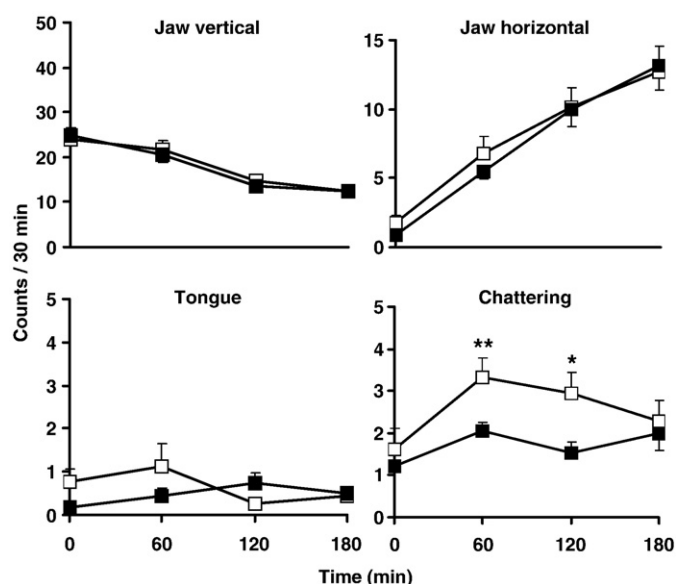 Jaw vertical
50
40
30
20
10
0
Jaw horizontal
15
10
5
0
Counts / 30 min
Tongue
5
4
3
2
1
0
0 60 120 180
Chattering
5
4
3
2
1
0
** *
0 60 120 180
Time (min)